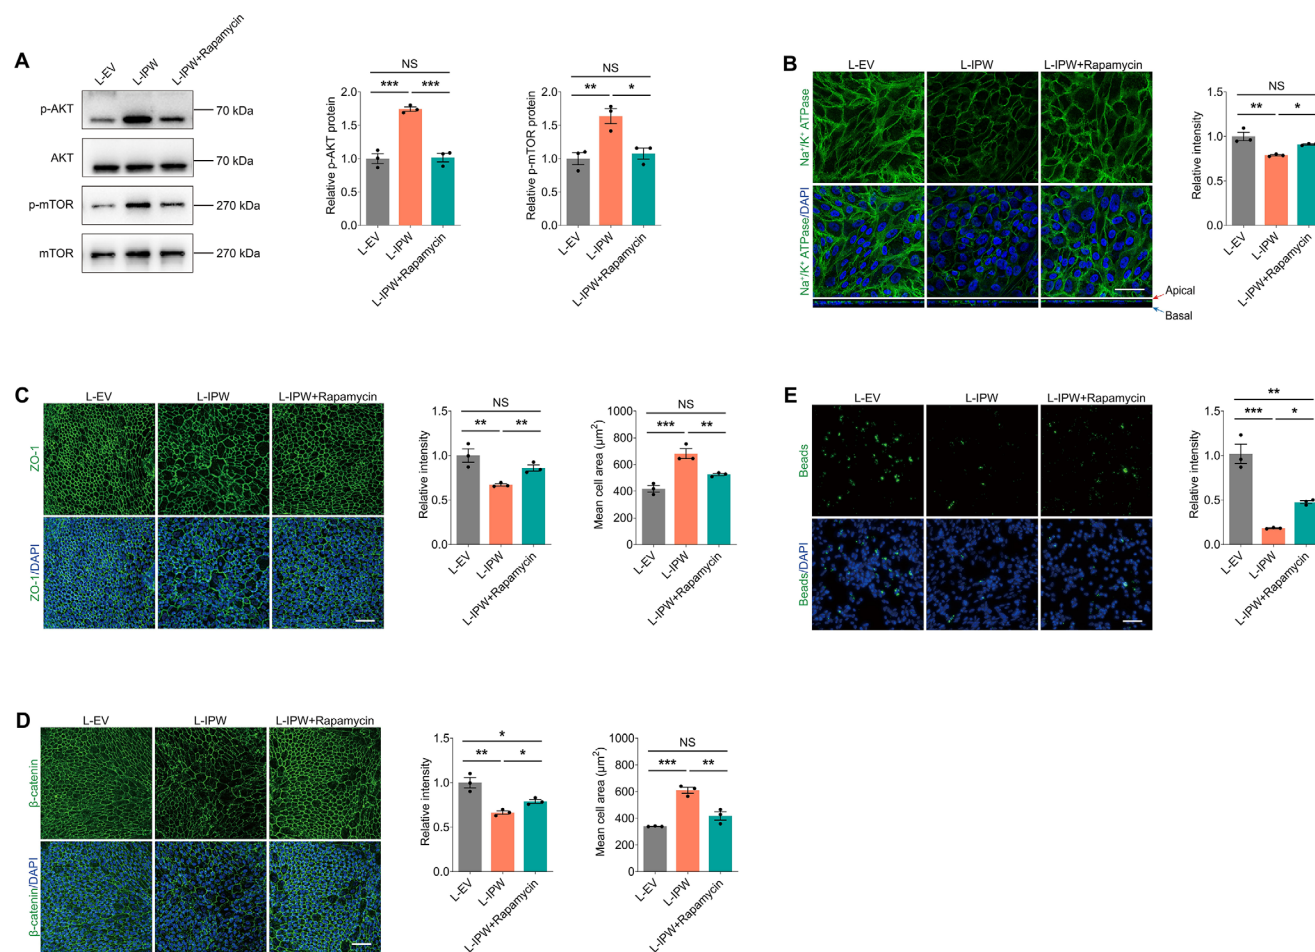 A
L-EV
L-IPW
L-IPW+Rapamycin
p-AKT
70 kDa
AKT
70 kDa
p-mTOR
270 kDa
mTOR
270 kDa
NS
*** ***
Relative p-AKT protein
2.0
1.5
1.0
0.5
0.0
L-EV
L-IPW
L-IPW+Rapamycin
NS
** *
Relative p-mTOR protein
2.0
1.5
1.0
0.5
0.0
L-EV
L-IPW
L-IPW+Rapamycin
B
L-EV L-IPW L-IPW+Rapamycin
Na⁺/K⁺ ATPase
Na⁺/K⁺ ATPase/DAPI
Apical
Basal
NS
** *
Relative intensity
1.5
1.0
0.5
0.0
L-EV
L-IPW
L-IPW+Rapamycin
C
L-EV L-IPW L-IPW+Rapamycin
ZO-1
ZO-1/DAPI
NS
** **
Relative intensity
1.5
1.0
0.5
0.0
L-EV
L-IPW
L-IPW+Rapamycin
NS
*** **
Mean cell area (μm²)
1000
800
600
400
200
0
L-EV
L-IPW
L-IPW+Rapamycin
E
L-EV L-IPW L-IPW+Rapamycin
Beads
Beads/DAPI
**
*** *
Relative intensity
1.5
1.0
0.5
0.0
L-EV
L-IPW
L-IPW+Rapamycin
D
L-EV L-IPW L-IPW+Rapamycin
β-catenin
β-catenin/DAPI
*
** *
Relative intensity
1.5
1.0
0.5
0.0
L-EV
L-IPW
L-IPW+Rapamycin
NS
*** **
Mean cell area (μm²)
1000
800
600
400
200
0
L-EV
L-IPW
L-IPW+Rapamycin